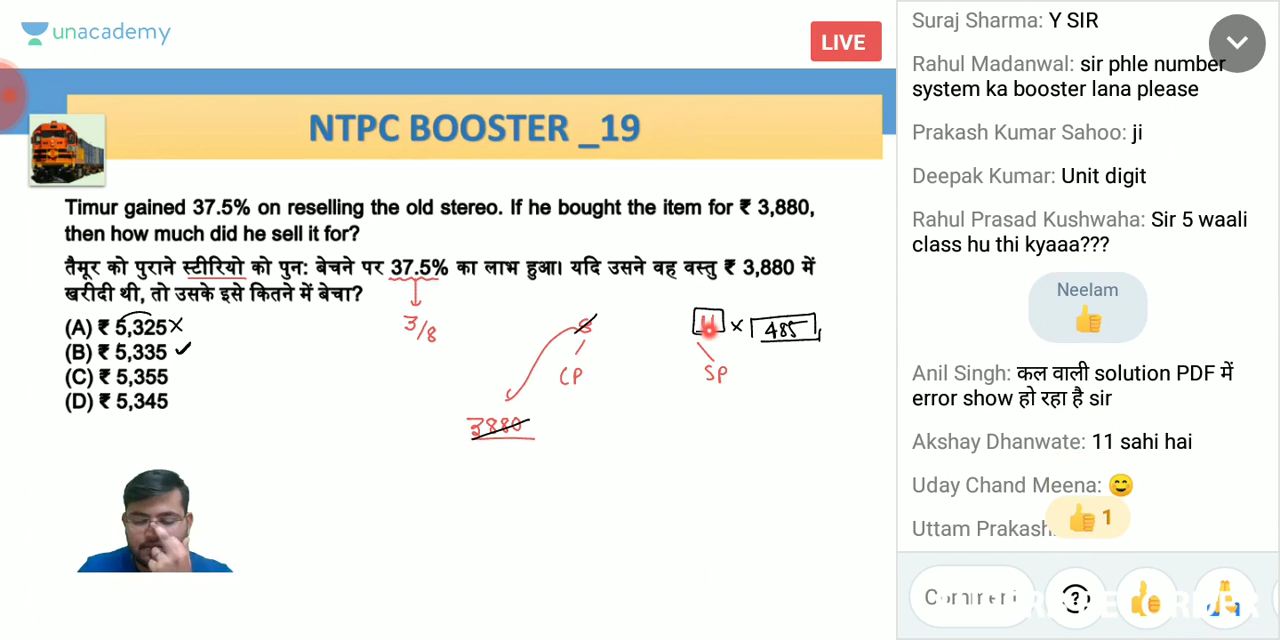 unacademy
LIVE
NTPC BOOSTER _19
Timur gained 37.5% on reselling the old stereo. If he bought the item for ₹ 3,880,
then how much did he sell it for?
तैमूर को पुराने स्टीरियो को पुन: बेचने पर 37.5% का लाभ हुआ। यदि उसने वह वस्तु ₹ 3,880 में
खरीदी थी, तो उसके इसे कितने में बेचा?
(A) ₹ 5,325
(B) ₹ 5,335
(C) ₹ 5,355
(D) ₹ 5,345
3/8
8
11 × 485
CP
SP
3880
Suraj Sharma: Y SIR
Rahul Madanwal: sir phle number
system ka booster lana please
Prakash Kumar Sahoo: ji
Deepak Kumar: Unit digit
Rahul Prasad Kushwaha: Sir 5 waali
class hu thi kyaaa???
Neelam
Anil Singh: कल वाली solution PDF में
error show हो रहा है sir
Akshay Dhanwate: 11 sahi hai
Uday Chand Meena:
Uttam Prakash
1
Comment
?